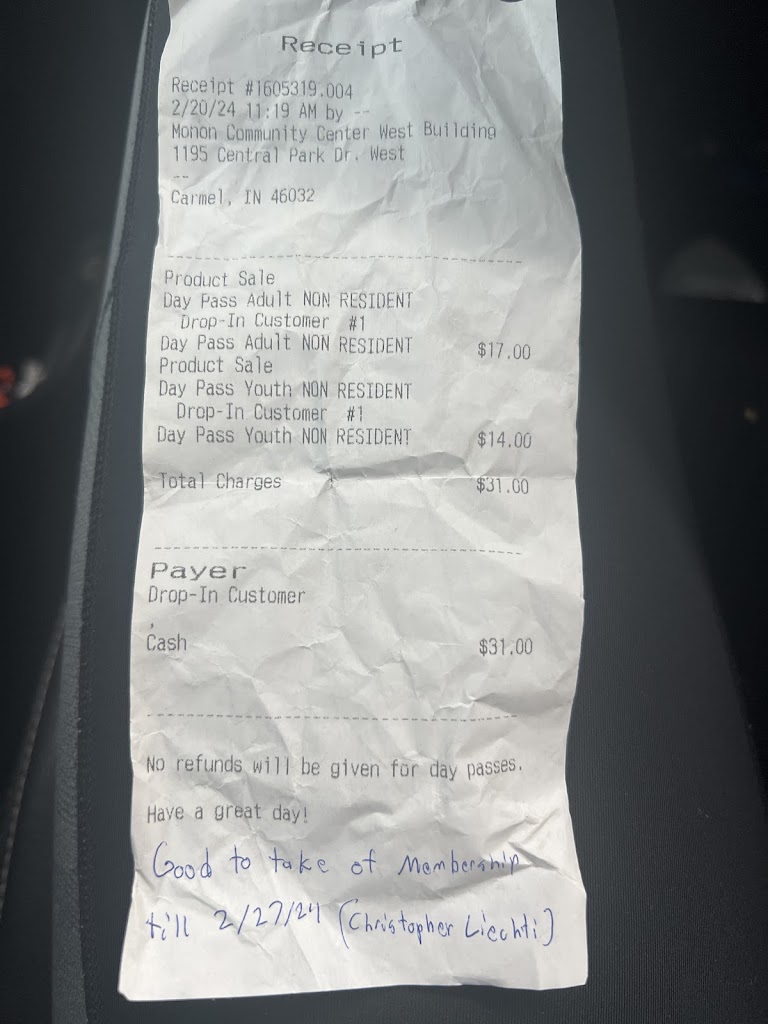 Receipt
Receipt #1605319.004
2/20/24 11:19 AM by --
Monon Community Center West Building
1195 Central Park Dr. West
--
Carmel, IN 46032
Product Sale
Day Pass Adult NON RESIDENT
Drop-In Customer #1
Day Pass Adult NON RESIDENT $17.00
Product Sale
Day Pass Youth NON RESIDENT
Drop-In Customer #1
Day Pass Youth NON RESIDENT $14.00
Total Charges $31.00
Payer
Drop-In Customer
,
Cash $31.00
No refunds will be given for day passes.
Have a great day!
Good to take of Membership
till 2/27/24 (Christopher Liechti)